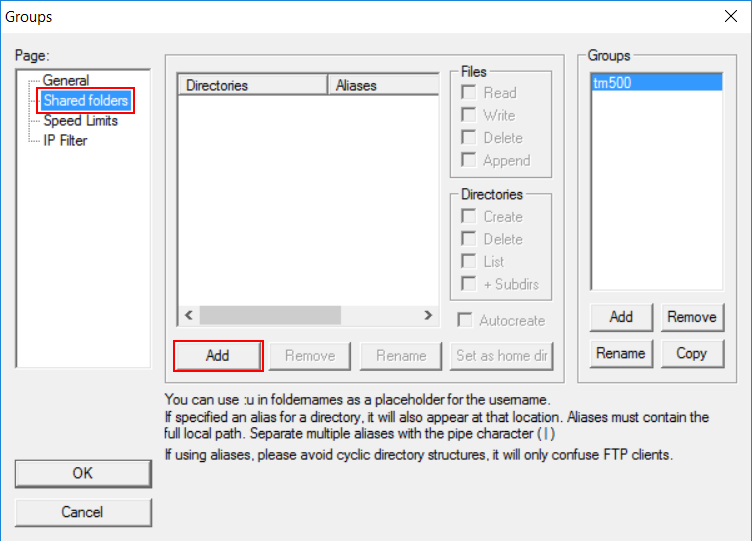 Groups
Page:
General
Shared folders
Speed Limits
IP Filter
Directories
Aliases
Files
Read
Write
Delete
Append
Directories
Create
Delete
List
+ Subdirs
Autocreate
Add
Remove
Rename
Set as home dir
Groups
tm500
Add
Remove
Rename
Copy
You can use :u in foldernames as a placeholder for the username.
If specified an alias for a directory, it will also appear at that location. Aliases must contain the
full local path. Separate multiple aliases with the pipe character ( | )
If using aliases, please avoid cyclic directory structures, it will only confuse FTP clients.
OK
Cancel